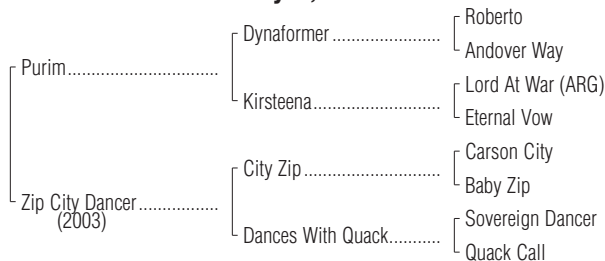 Roberto
Dynaformer
Andover Way
Purim
Lord At War (ARG)
Kirsteena
Eternal Vow
Carson City
City Zip
Baby Zip
Zip City Dancer
(2003)
Sovereign Dancer
Dances With Quack
Quack Call